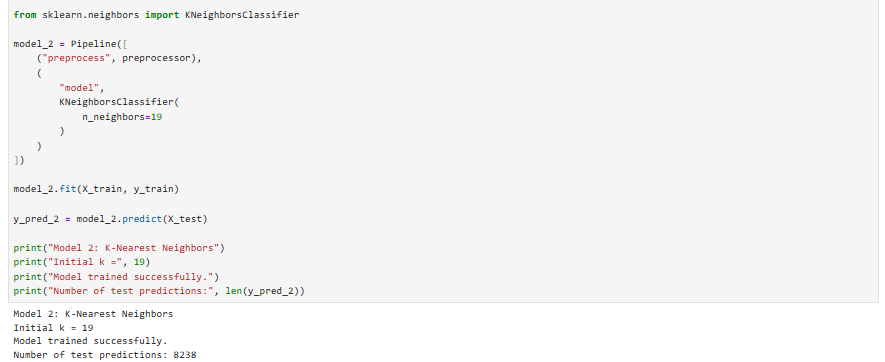 from sklearn.neighbors import KNeighborsClassifier
model_2 = Pipeline([
    ("preprocess", preprocessor),
    (
        "model",
        KNeighborsClassifier(
            n_neighbors=19
        )
    )
])
model_2.fit(X_train, y_train)
y_pred_2 = model_2.predict(X_test)
print("Model 2: K-Nearest Neighbors")
print("Initial k =", 19)
print("Model trained successfully.")
print("Number of test predictions:", len(y_pred_2))
Model 2: K-Nearest Neighbors
Initial k = 19
Model trained successfully.
Number of test predictions: 8238